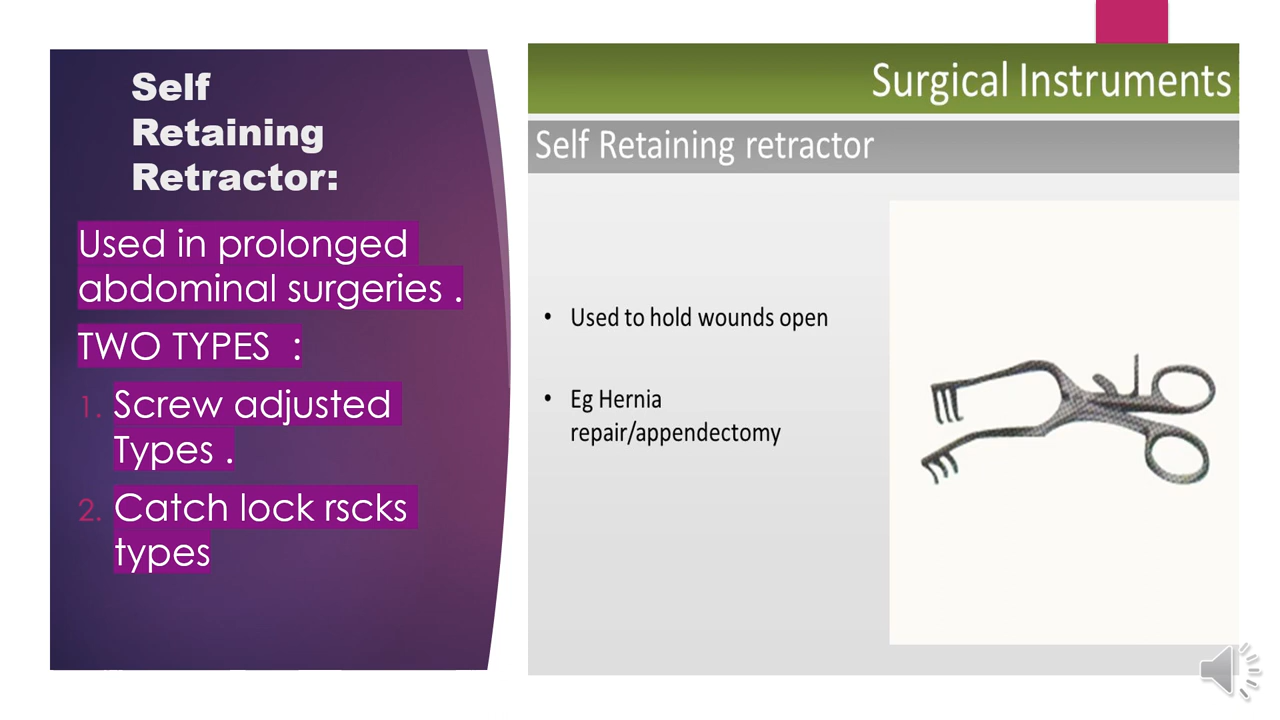 Self
Retaining
Retractor:
Used in prolonged
abdominal surgeries .
TWO TYPES  :
1. Screw adjusted
Types .
2. Catch lock rscks
types
Surgical Instruments
Self Retaining retractor
• Used to hold wounds open
• Eg Hernia
repair/appendectomy